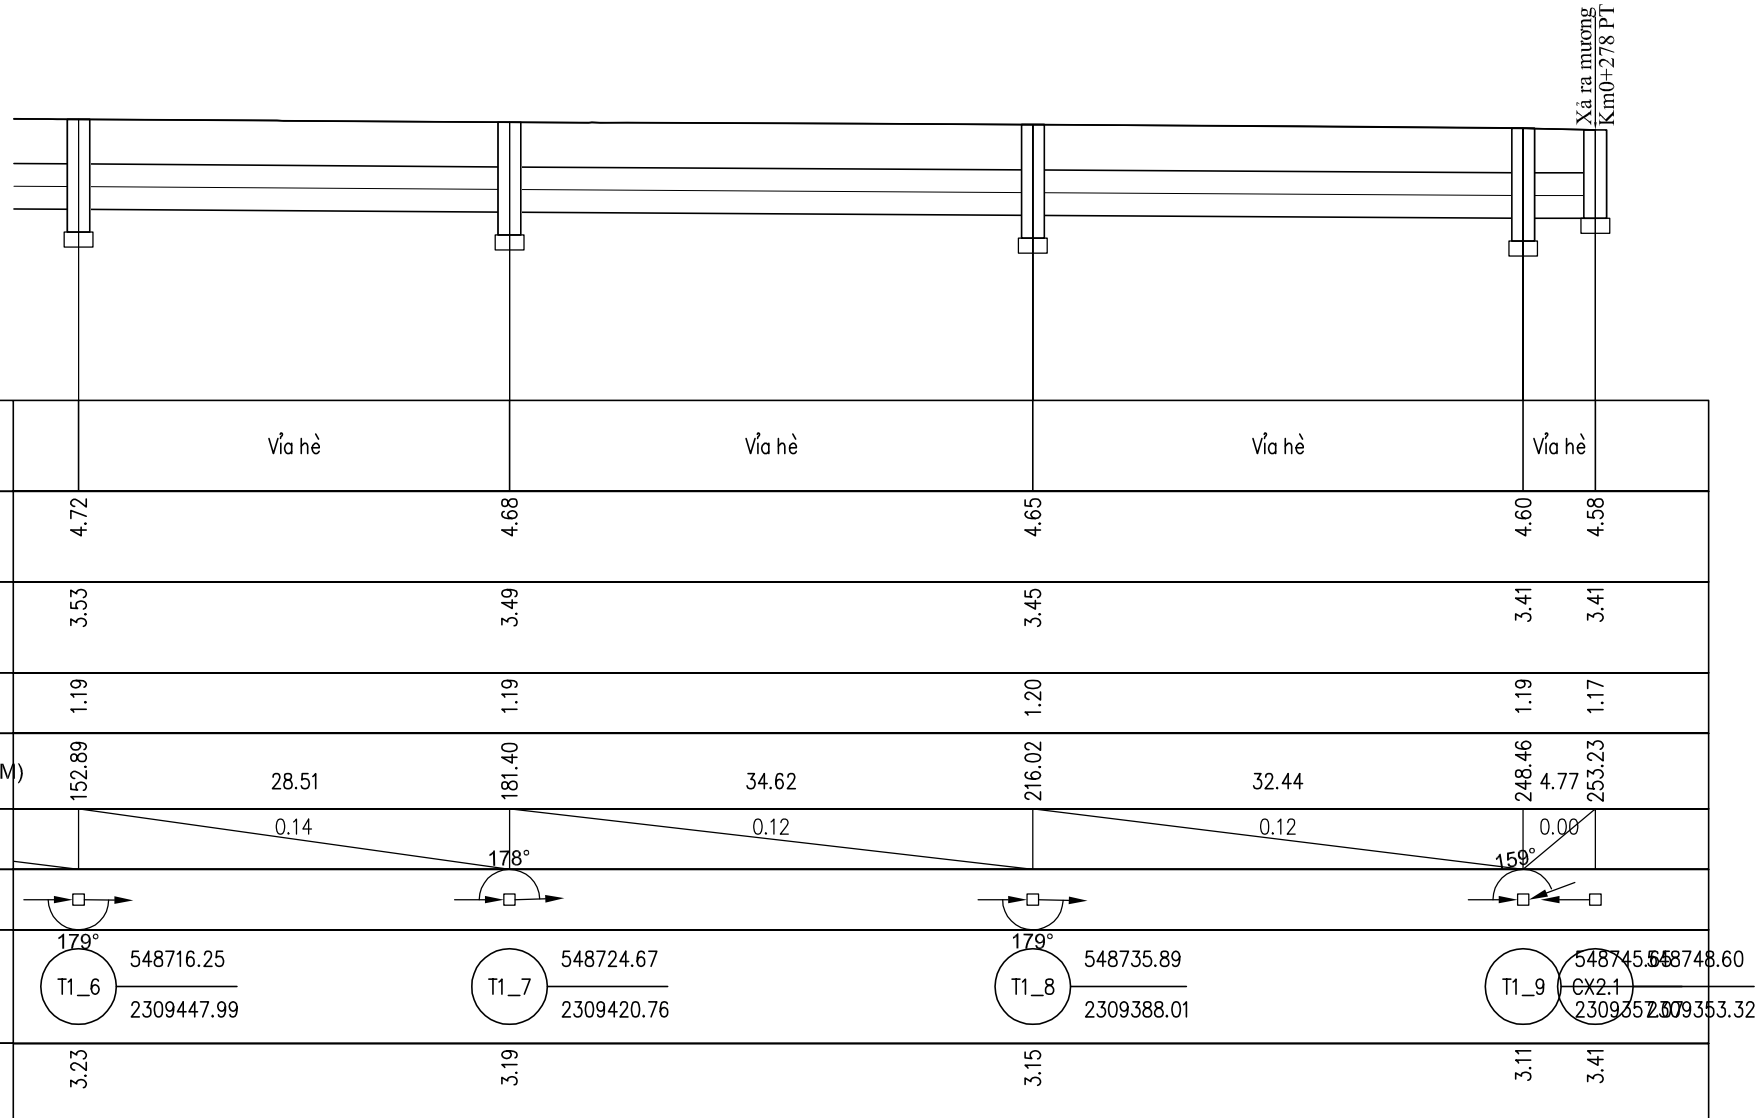 Xả ra mương
Km0+278 PT
Vỉa hè Vỉa hè Vỉa hè Vỉa hè
4.72 4.68 4.65 4.60 4.58
3.53 3.49 3.45 3.41 3.41
1.19 1.19 1.20 1.19 1.17
M) 152.89 28.51 181.40 34.62 216.02 32.44 248.46 4.77 253.23
0.14 0.12 0.12 0.00
178° 159°
179° 179°
548716.25 548724.67 548735.89 548748.60
T1_6 T1_7 T1_8 T1_9 CX2.1
2309447.99 2309420.76 2309388.01 2309353.32
3.23 3.19 3.15 3.11 3.41